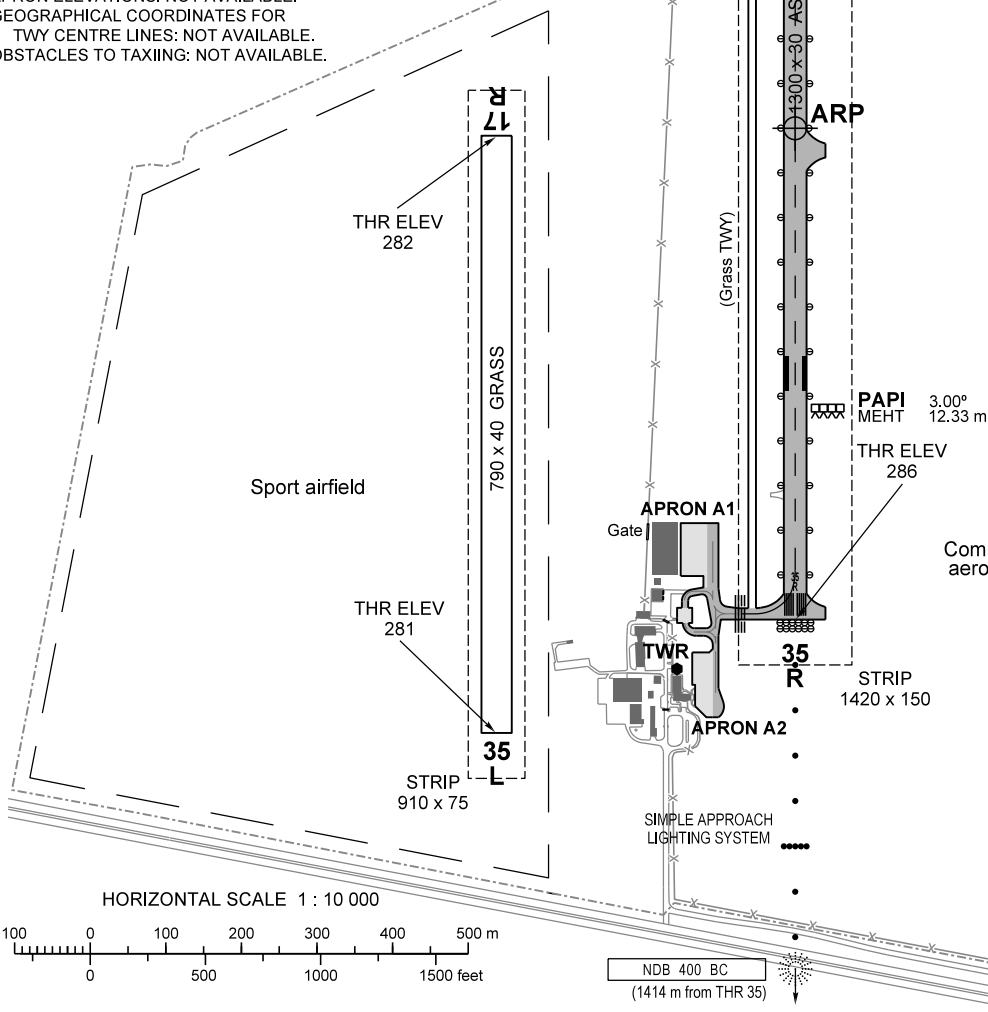 GEOGRAPHICAL COORDINATES FOR
TWY CENTRE LINES: NOT AVAILABLE.
OBSTACLES TO TAXIING: NOT AVAILABLE.
17
R
THR ELEV
282
790 x 40 GRASS
Sport airfield
THR ELEV
281
35
L
STRIP
910 x 75
1300 x 30 AS
ARP
(Grass TWY)
PAPI 3.00°
MEHT 12.33 m
THR ELEV
286
APRON A1
Gate
Com
aero
TWR
35
R
STRIP
1420 x 150
APRON A2
SIMPLE APPROACH
LIGHTING SYSTEM
HORIZONTAL SCALE 1 : 10 000
100 0 100 200 300 400 500 m
0 500 1000 1500 feet
NDB 400 BC
(1414 m from THR 35)